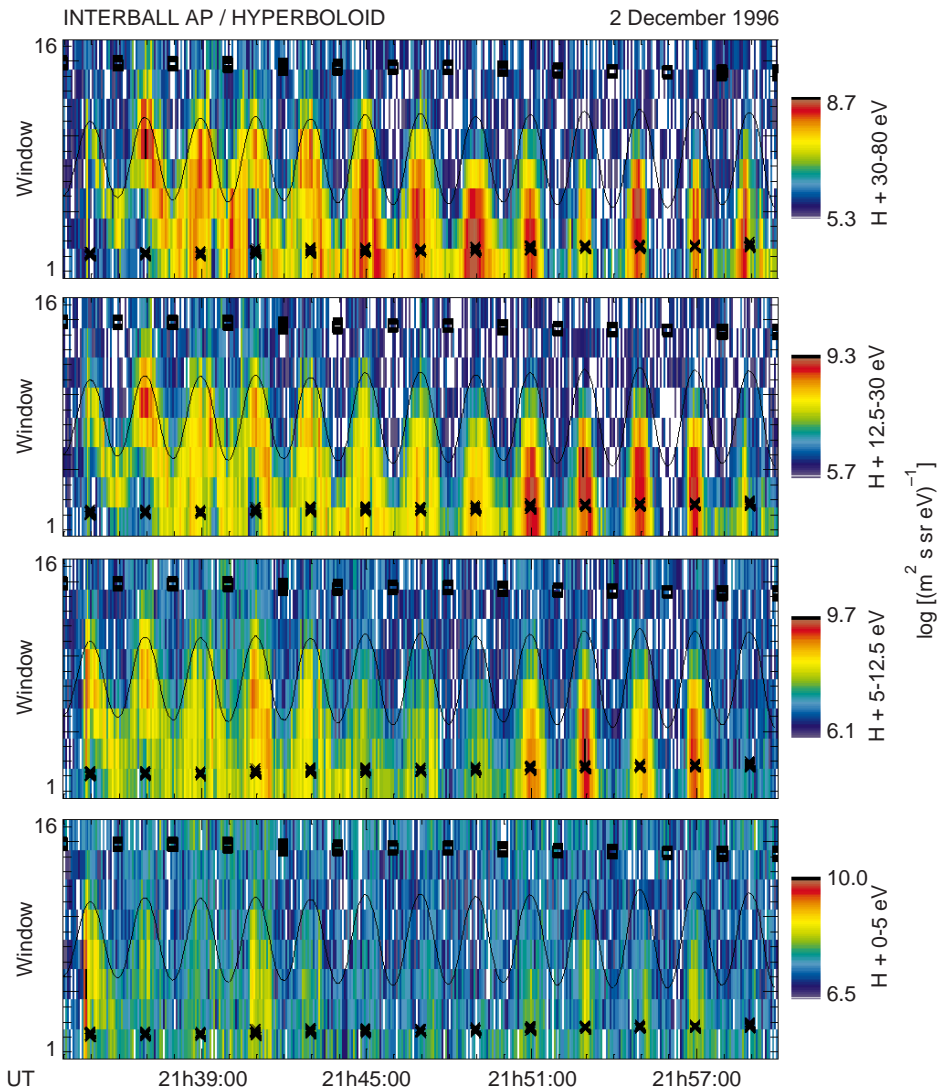 INTERBALL AP / HYPERBOLOID 2 December 1996
16
Window
1
8.7
5.3
H + 30-80 eV
16
Window
1
9.3
5.7
H + 12.5-30 eV
log [(m² s sr eV)⁻¹]
16
Window
1
9.7
6.1
H + 5-12.5 eV
16
Window
1
10.0
6.5
H + 0-5 eV
UT 21h39:00 21h45:00 21h51:00 21h57:00